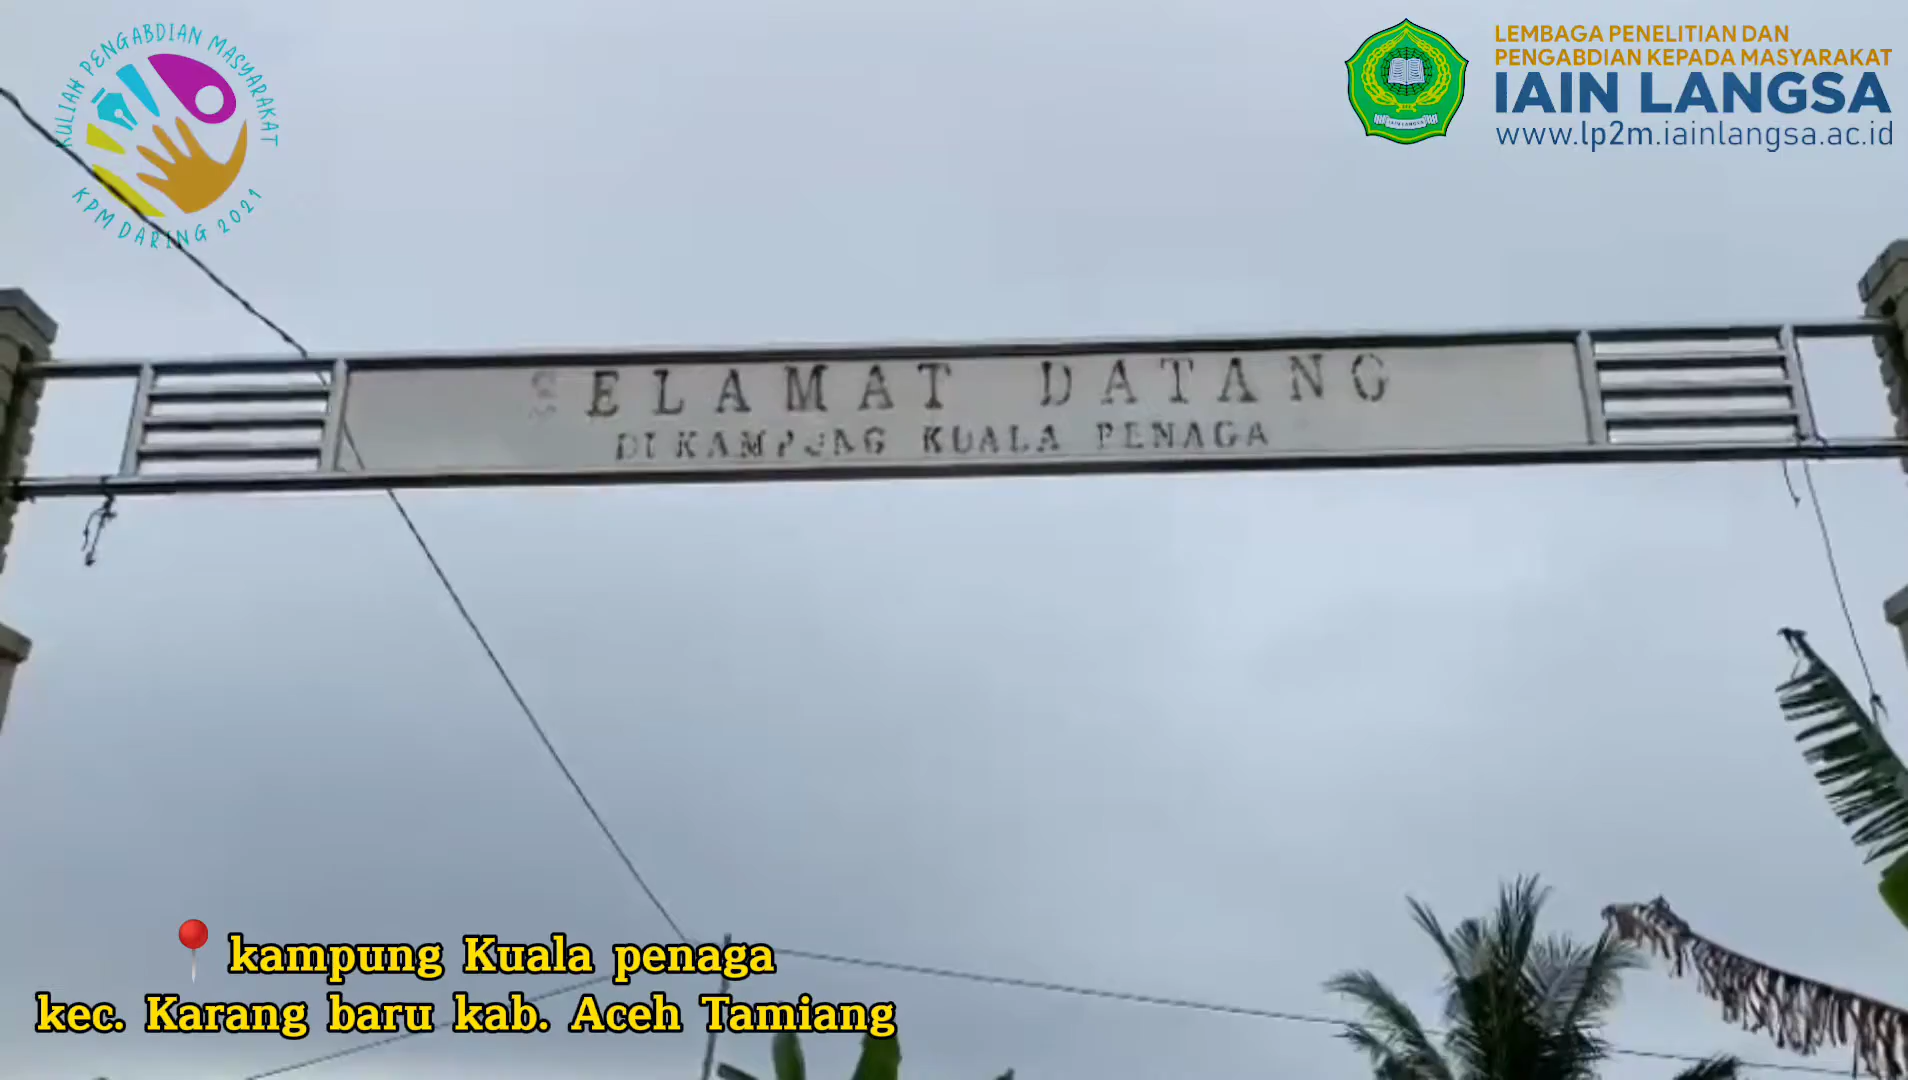 KULIAH PENGABDIAN MASYARAKAT
KPM DARING 2021
LEMBAGA PENELITIAN DAN
PENGABDIAN KEPADA MASYARAKAT
IAIN LANGSA
www.lp2m.iainlangsa.ac.id
SELAMAT DATANG
DI KAMPUNG KUALA PENAGA
kampung Kuala penaga
kec. Karang baru kab. Aceh Tamiang